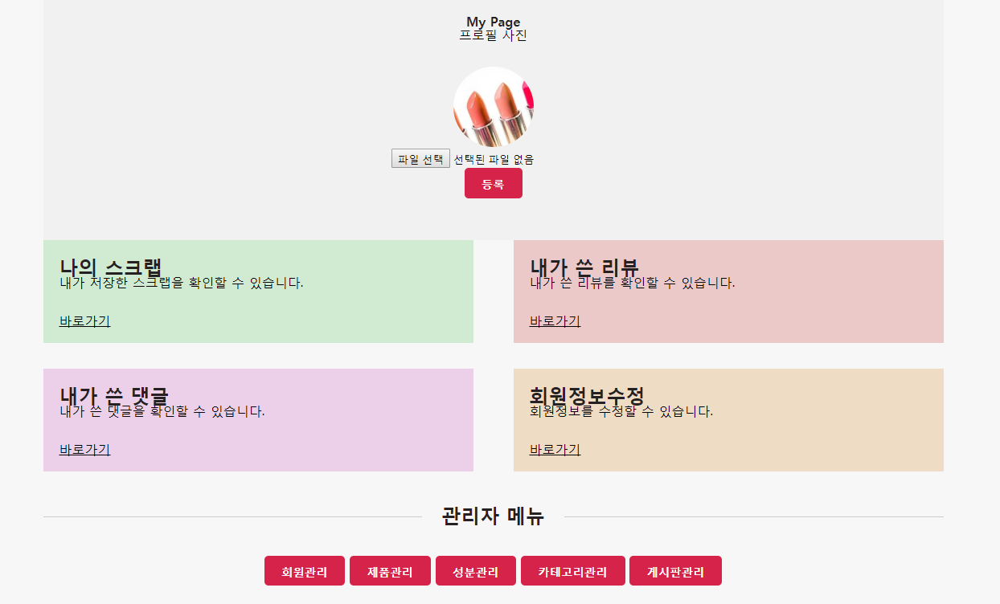 My Page
프로필 사진
파일 선택 선택된 파일 없음
등록
나의 스크랩
내가 저장한 스크랩을 확인할 수 있습니다.
바로가기
내가 쓴 리뷰
내가 쓴 리뷰를 확인할 수 있습니다.
바로가기
내가 쓴 댓글
내가 쓴 댓글을 확인할 수 있습니다.
바로가기
회원정보수정
회원정보를 수정할 수 있습니다.
바로가기
관리자 메뉴
회원관리 제품관리 성분관리 카테고리관리 게시판관리